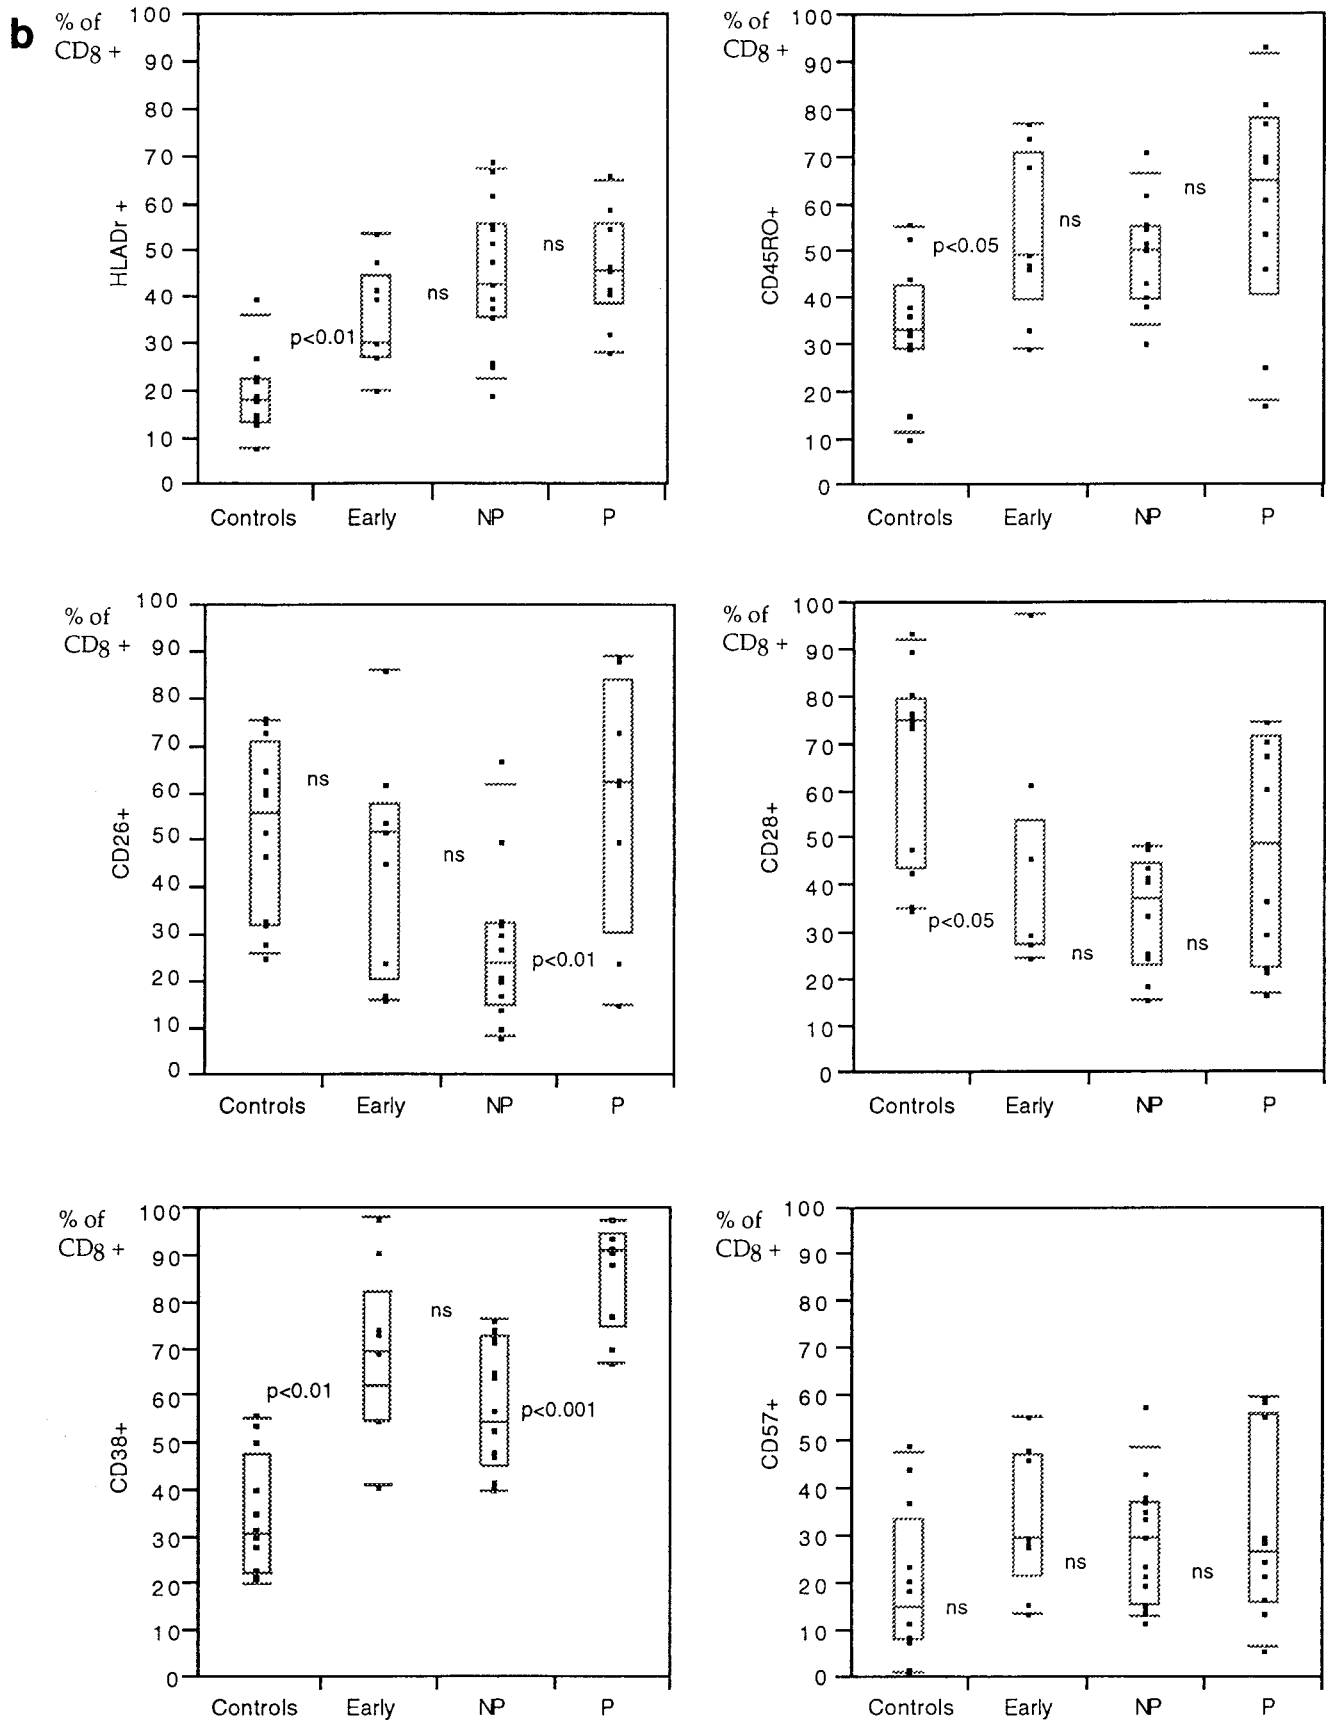 b
% of
CD8 +
100
90
80
70
60
50
40
30
20
10
0
HLADr +
p<0.01
ns
ns
Controls Early NP P
% of
CD8 +
100
90
80
70
60
50
40
30
20
10
0
CD45RO+
p<0.05
ns
ns
Controls Early NP P
% of
CD8 +
100
90
80
70
60
50
40
30
20
10
0
CD26+
ns
ns
p<0.01
Controls Early NP P
% of
CD8 +
100
90
80
70
60
50
40
30
20
10
0
CD28+
p<0.05
ns
ns
Controls Early NP P
% of
CD8 +
100
90
80
70
60
50
40
30
20
10
0
CD38+
p<0.01
ns
p<0.001
Controls Early NP P
% of
CD8 +
100
90
80
70
60
50
40
30
20
10
0
CD57+
ns
ns
ns
Controls Early NP P